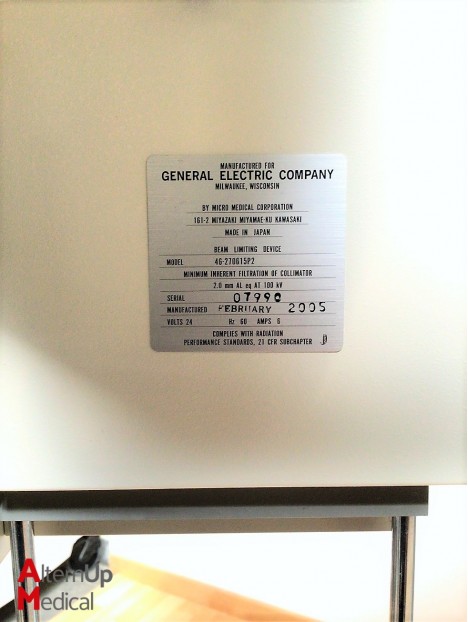 MANUFACTURED FOR
GENERAL ELECTRIC COMPANY
MILWAUKEE, WISCONSIN
BY MICRO MEDICAL CORPORATION
161-2 MIYAZAKI MIYAMAE-KU KAWASAKI
MADE IN JAPAN
BEAM LIMITING DEVICE
MODEL 46-270615P2
MINIMUM INHERENT FILTRATION OF COLLIMATOR
2.0 mm AL eq AT 100 kV
SERIAL 07990
MANUFACTURED FEBRUARY 2005
VOLTS 24 Hz 60 AMPS 6
COMPLIES WITH RADIATION
PERFORMANCE STANDARDS, 21 CFR SUBCHAPTER J
AlternUp
Medical